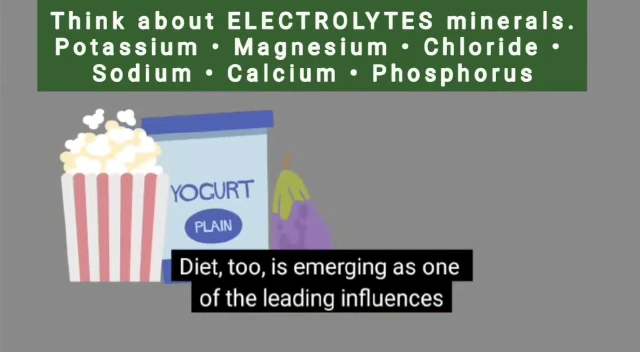 Think about ELECTROLYTES minerals.
Potassium • Magnesium • Chloride •
Sodium • Calcium • Phosphorus
YOGURT
PLAIN
Diet, too, is emerging as one
of the leading influences